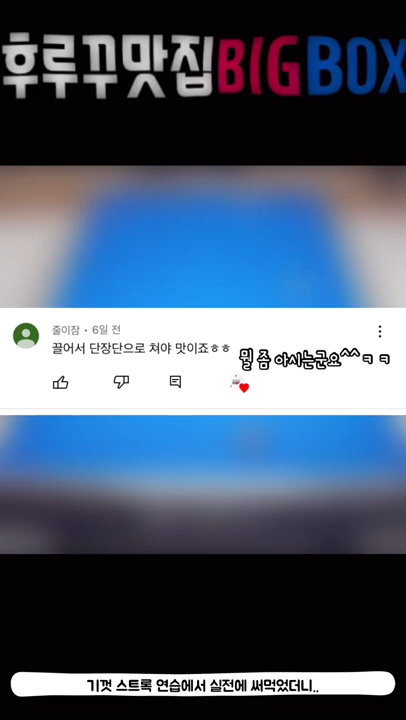 후루꾸맛집BIGBOX
줄이잠 • 6일 전
끌어서 단장단으로 쳐야 맛이죠ㅎㅎ
뭘 좀 아시는군요^^ㅋㅋ
기껏 스트록 연습에서 실전에 써먹었더니..